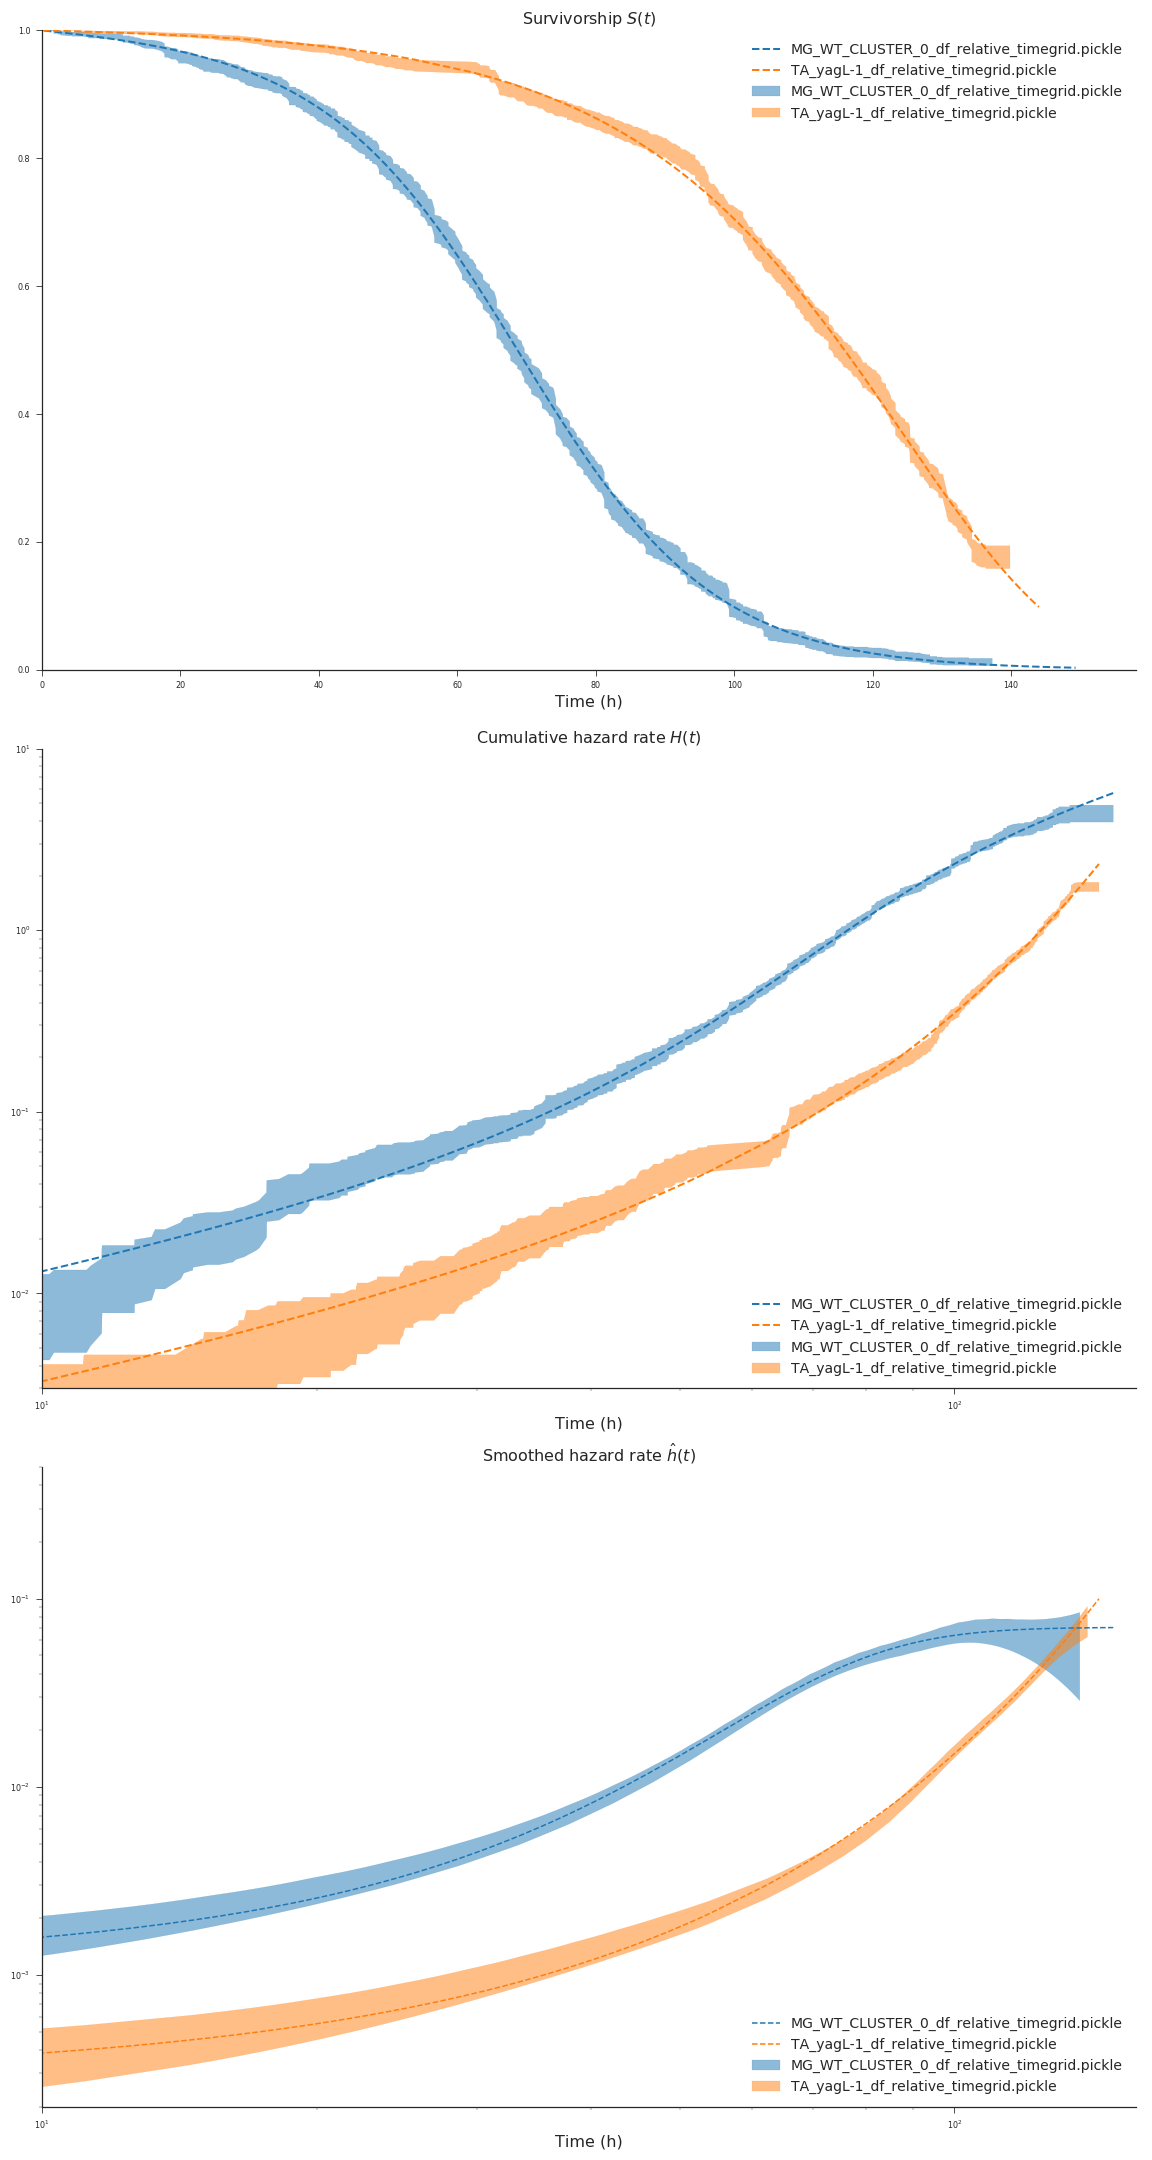 Survivorship S(t)
1.0
0.8
0.6
0.4
0.2
0.0
MG_WT_CLUSTER_0_df_relative_timegrid.pickle
TA_yagL-1_df_relative_timegrid.pickle
MG_WT_CLUSTER_0_df_relative_timegrid.pickle
TA_yagL-1_df_relative_timegrid.pickle
0 20 40 60 80 100 120 140
Time (h)
Cumulative hazard rate H(t)
10¹
10⁰
10⁻¹
10⁻²
MG_WT_CLUSTER_0_df_relative_timegrid.pickle
TA_yagL-1_df_relative_timegrid.pickle
MG_WT_CLUSTER_0_df_relative_timegrid.pickle
TA_yagL-1_df_relative_timegrid.pickle
10¹ 10²
Time (h)
Smoothed hazard rate ĥ(t)
10⁻¹
10⁻²
10⁻³
MG_WT_CLUSTER_0_df_relative_timegrid.pickle
TA_yagL-1_df_relative_timegrid.pickle
MG_WT_CLUSTER_0_df_relative_timegrid.pickle
TA_yagL-1_df_relative_timegrid.pickle
10¹ 10²
Time (h)